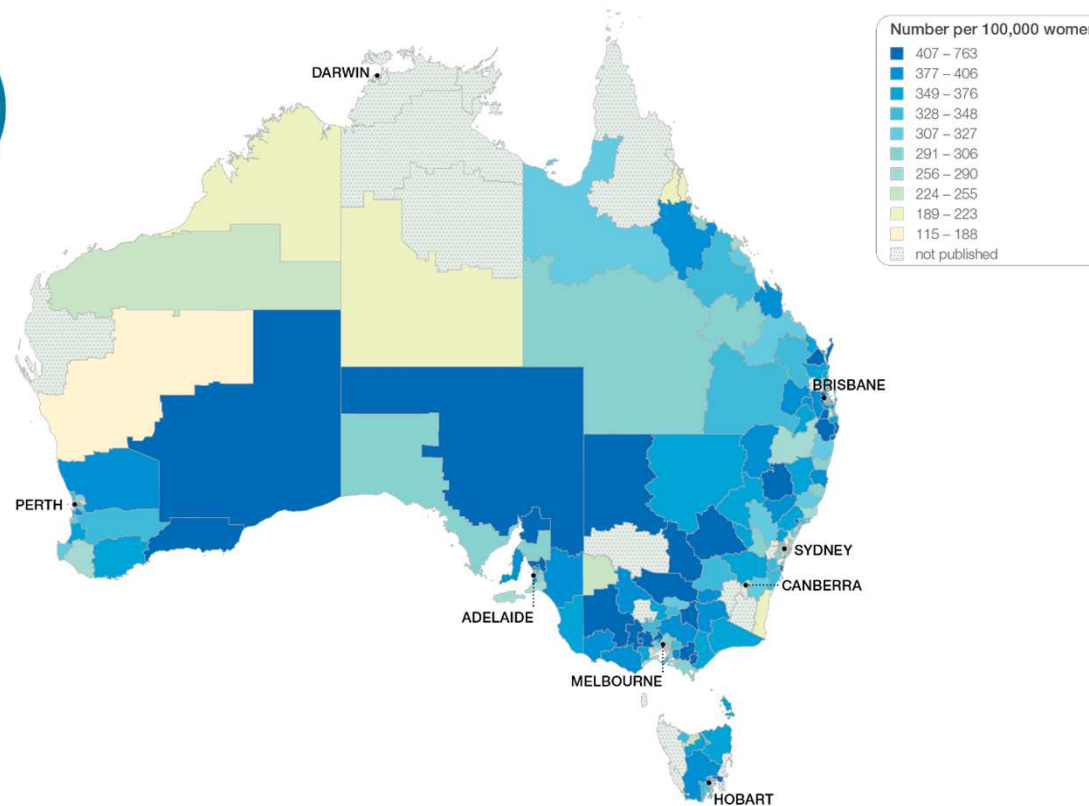 Number per 100,000 women
407 – 763
377 – 406
349 – 376
328 – 348
307 – 327
291 – 306
256 – 290
224 – 255
189 – 223
115 – 188
not published
DARWIN
BRISBANE
PERTH
SYDNEY
CANBERRA
ADELAIDE
MELBOURNE
HOBART